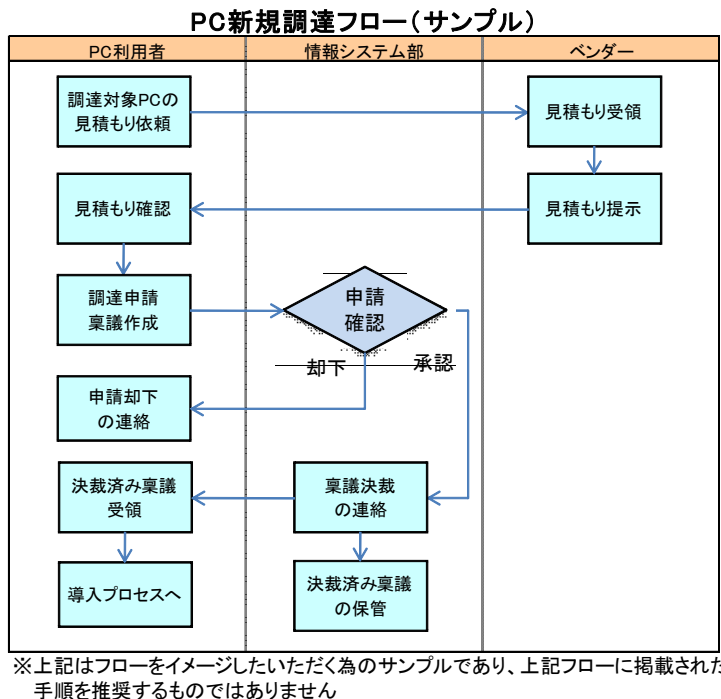 PC新規調達フロー(サンプル)
PC利用者
情報システム部
ベンダー
調達対象PCの
見積もり依頼
見積もり受領
見積もり確認
見積もり提示
調達申請
稟議作成
申請
確認
却下
承認
申請却下
の連絡
決裁済み稟議
受領
稟議決裁
の連絡
導入プロセスへ
決裁済み稟議
の保管
※上記はフローをイメージしたいただく為のサンプルであり、上記フローに掲載された
手順を推奨するものではありません